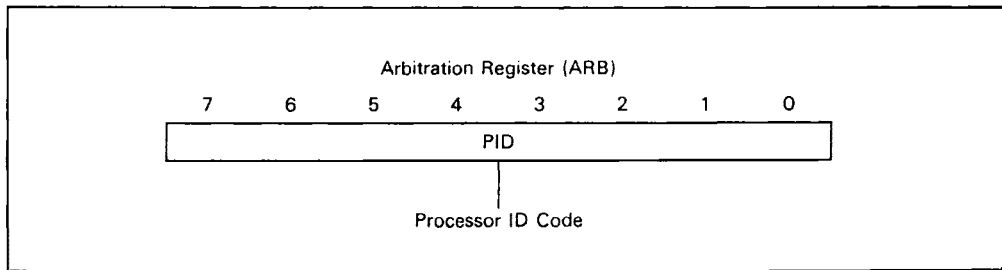 Arbitration Register (ARB)
7 6 5 4 3 2 1 0
PID
Processor ID Code